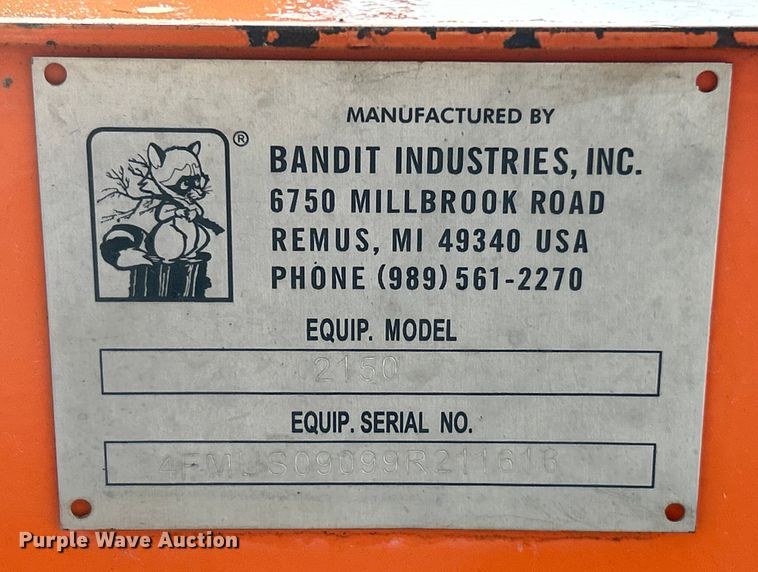 MANUFACTURED BY
®
BANDIT INDUSTRIES, INC.
6750 MILLBROOK ROAD
REMUS, MI 49340 USA
PHONE (989) 561-2270
EQUIP. MODEL
2150
EQUIP. SERIAL NO.
4FMUS09099R211616
Purple Wave Auction